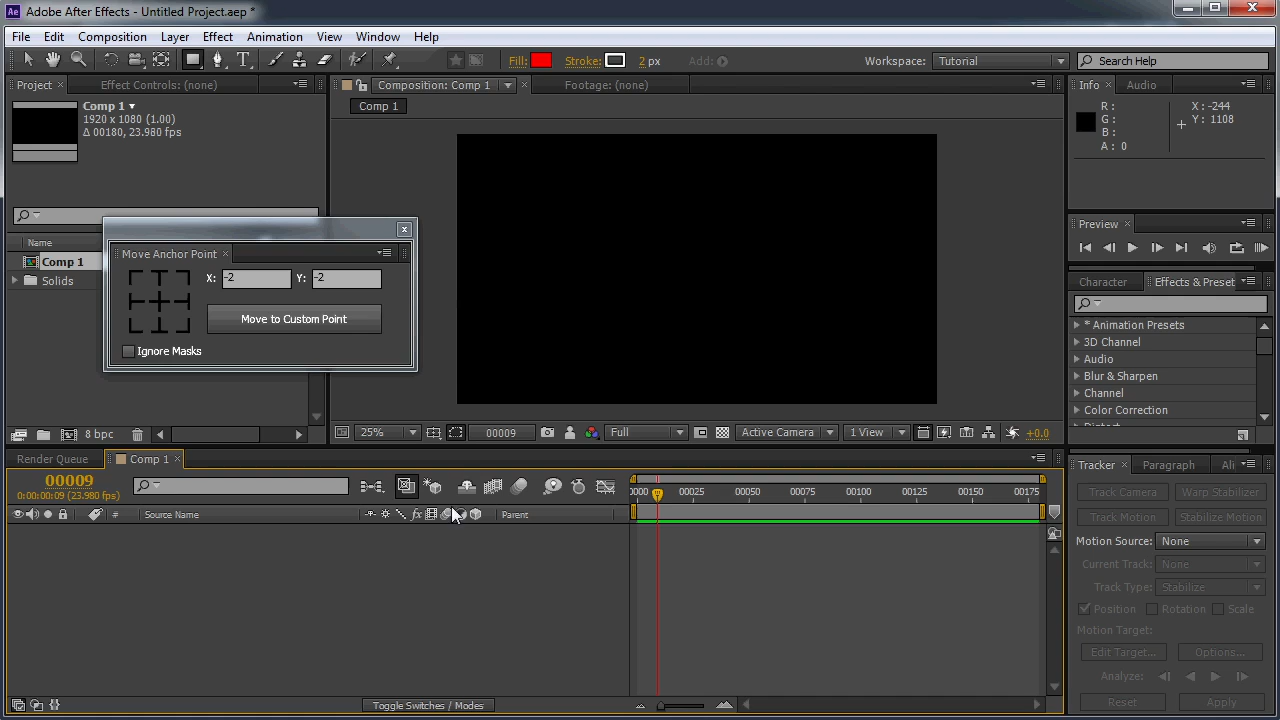 Ae Adobe After Effects - Untitled Project.aep *
File Edit Composition Layer Effect Animation View Window Help
T Fill: Stroke: 2 px Add: Workspace: Tutorial Search Help
Project × Effect Controls: (none) Composition: Comp 1 × Footage: (none) Info × Audio
Comp 1
1920 x 1080 (1.00)
Δ 00180, 23.980 fps
Comp 1
R :
G :
B :
A : 0
X: -244
Y: 1108
Preview ×
Name
Comp 1
Solids
Move Anchor Point ×
X: -2 Y: -2
Move to Custom Point
Ignore Masks
Character Effects & Preset
* Animation Presets
3D Channel
Audio
Blur & Sharpen
Channel
Color Correction
8 bpc
25% 00009 Full Active Camera 1 View +0.0
Render Queue Comp 1 ×
00009
0:00:00:09 (23.980 fps)
0000 00025 00050 00075 00100 00125 00150 00175
# Source Name fx Parent
Toggle Switches / Modes
Tracker × Paragraph Ali
Track Camera Warp Stabilizer
Track Motion Stabilize Motion
Motion Source: None
Current Track: None
Track Type: Stabilize
Position Rotation Scale
Motion Target:
Edit Target... Options...
Analyze:
Reset Apply